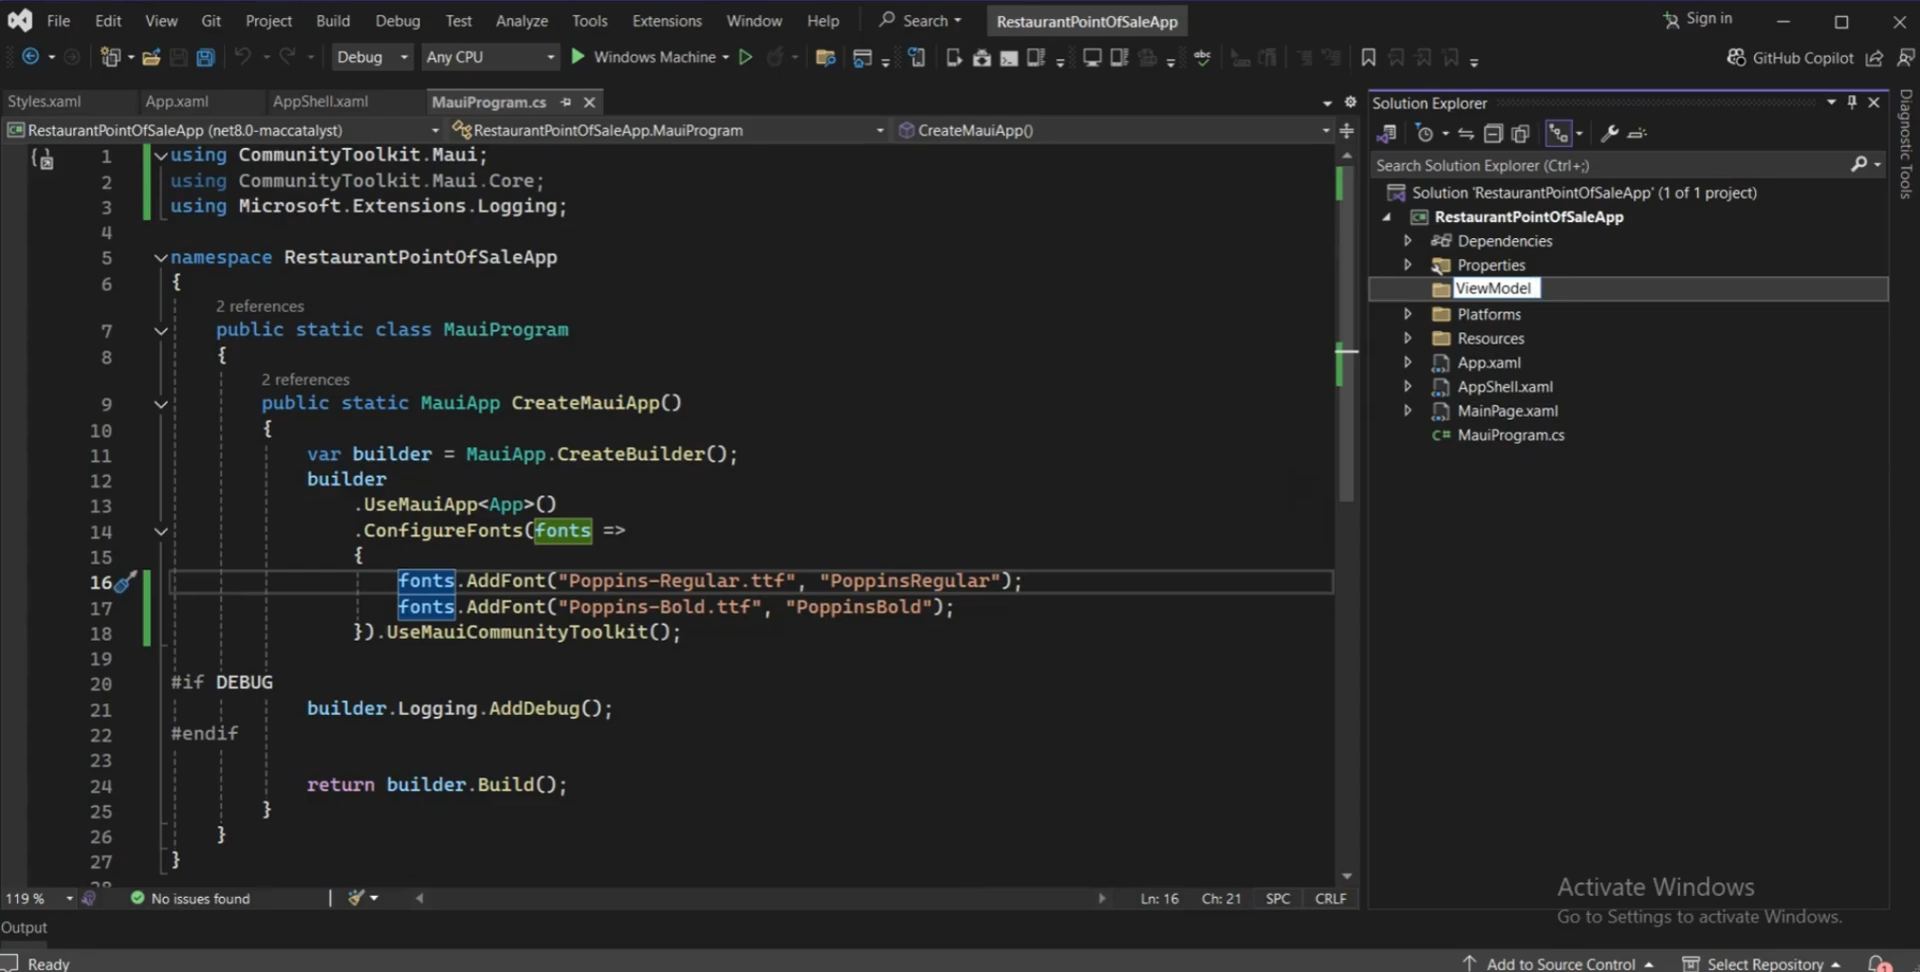 File Edit View Git Project Build Debug Test Analyze Tools Extensions Window Help Search RestaurantPointOfSaleApp Sign in
Debug Any CPU Windows Machine GitHub Copilot
Styles.xaml App.xaml AppShell.xaml MauiProgram.cs
RestaurantPointOfSaleApp (net8.0-maccatalyst) RestaurantPointOfSaleApp.MauiProgram CreateMauiApp()
1 using CommunityToolkit.Maui;
2 using CommunityToolkit.Maui.Core;
3 using Microsoft.Extensions.Logging;
4
5 namespace RestaurantPointOfSaleApp
6 {
2 references
7 public static class MauiProgram
8 {
2 references
9 public static MauiApp CreateMauiApp()
10 {
11 var builder = MauiApp.CreateBuilder();
12 builder
13 .UseMauiApp<App>()
14 .ConfigureFonts(fonts =>
15 {
16 fonts.AddFont("Poppins-Regular.ttf", "PoppinsRegular");
17 fonts.AddFont("Poppins-Bold.ttf", "PoppinsBold");
18 }).UseMauiCommunityToolkit();
19
20 #if DEBUG
21 builder.Logging.AddDebug();
22 #endif
23
24 return builder.Build();
25 }
26 }
27 }
28
119 % No issues found Ln: 16 Ch: 21 SPC CRLF
Output
Ready
Solution Explorer
Search Solution Explorer (Ctrl+;)
Solution 'RestaurantPointOfSaleApp' (1 of 1 project)
RestaurantPointOfSaleApp
Dependencies
Properties
ViewModel
Platforms
Resources
App.xaml
AppShell.xaml
MainPage.xaml
C# MauiProgram.cs
Diagnostic Tools
Activate Windows
Go to Settings to activate Windows.
Add to Source Control Select Repository